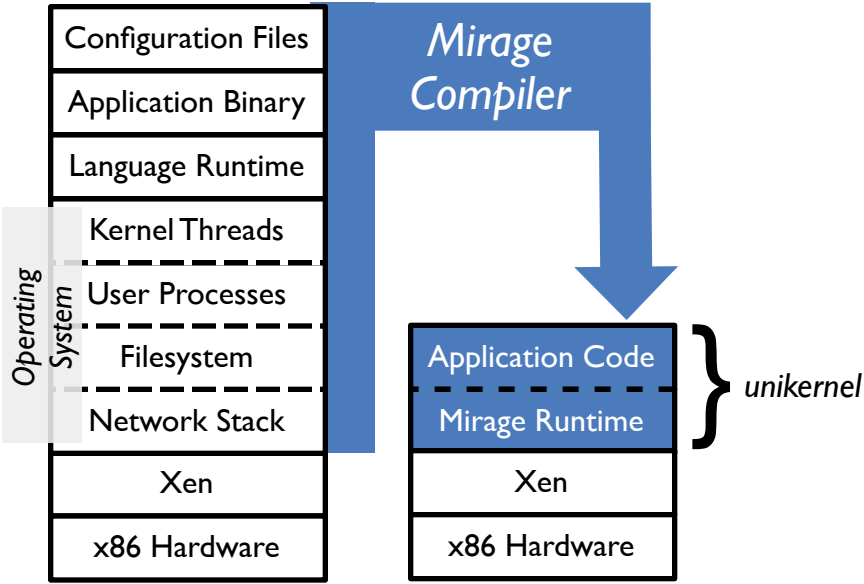 Configuration Files
Application Binary
Language Runtime
Kernel Threads
User Processes
Filesystem
Network Stack
Xen
x86 Hardware
Operating
System
Mirage
Compiler
Application Code
Mirage Runtime
Xen
x86 Hardware
unikernel